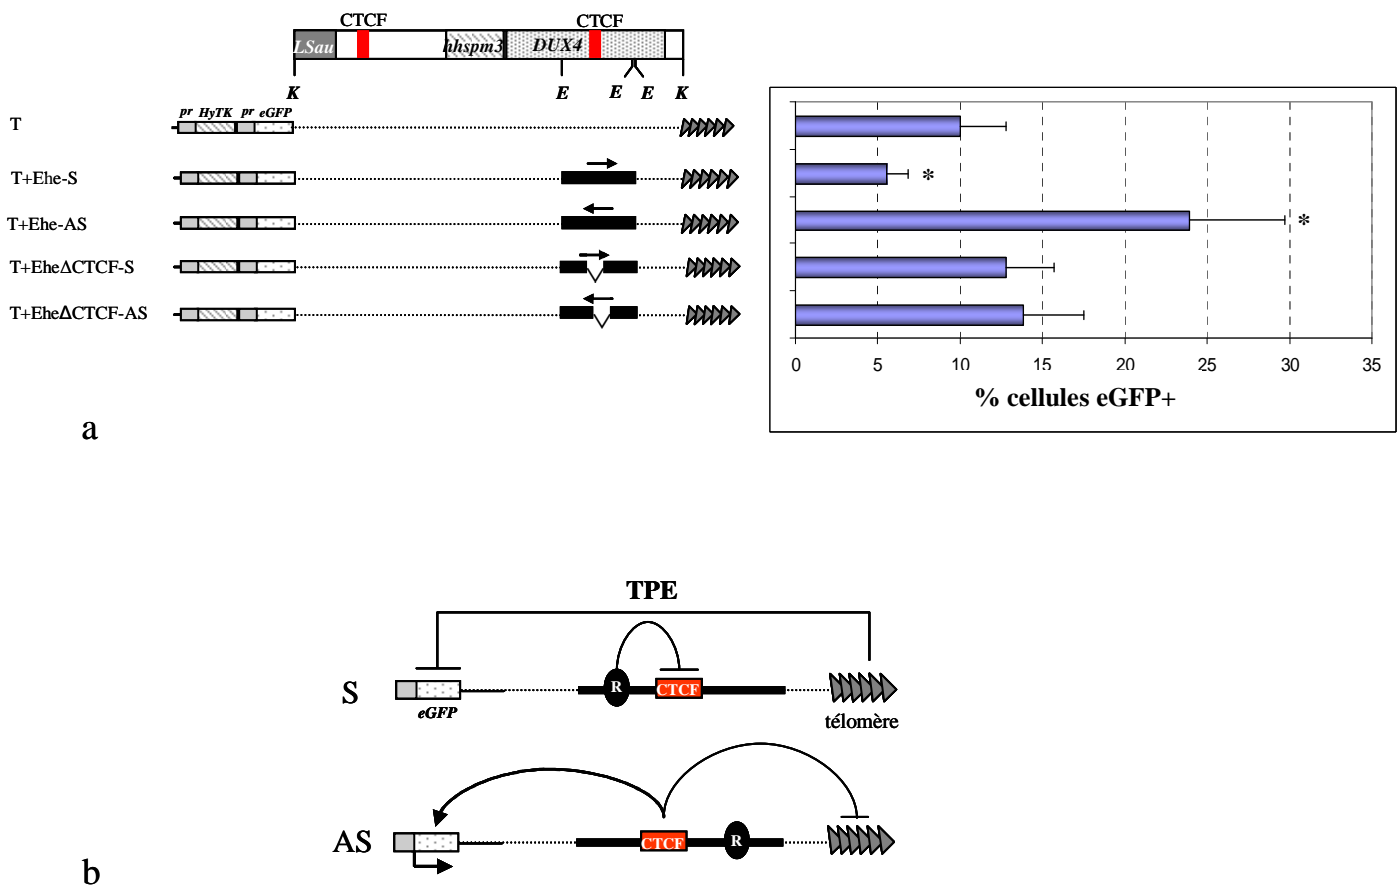 CTCF CTCF
LSau hhspm3 DUX4
K E E E K
pr HyTK pr eGFP
T
T+Ehe-S
*
T+Ehe-AS
*
T+EheΔCTCF-S
T+EheΔCTCF-AS
0 5 10 15 20 25 30 35
% cellules eGFP+
a
TPE
S
R
CTCF
eGFP
télomère
AS
CTCF
R
b